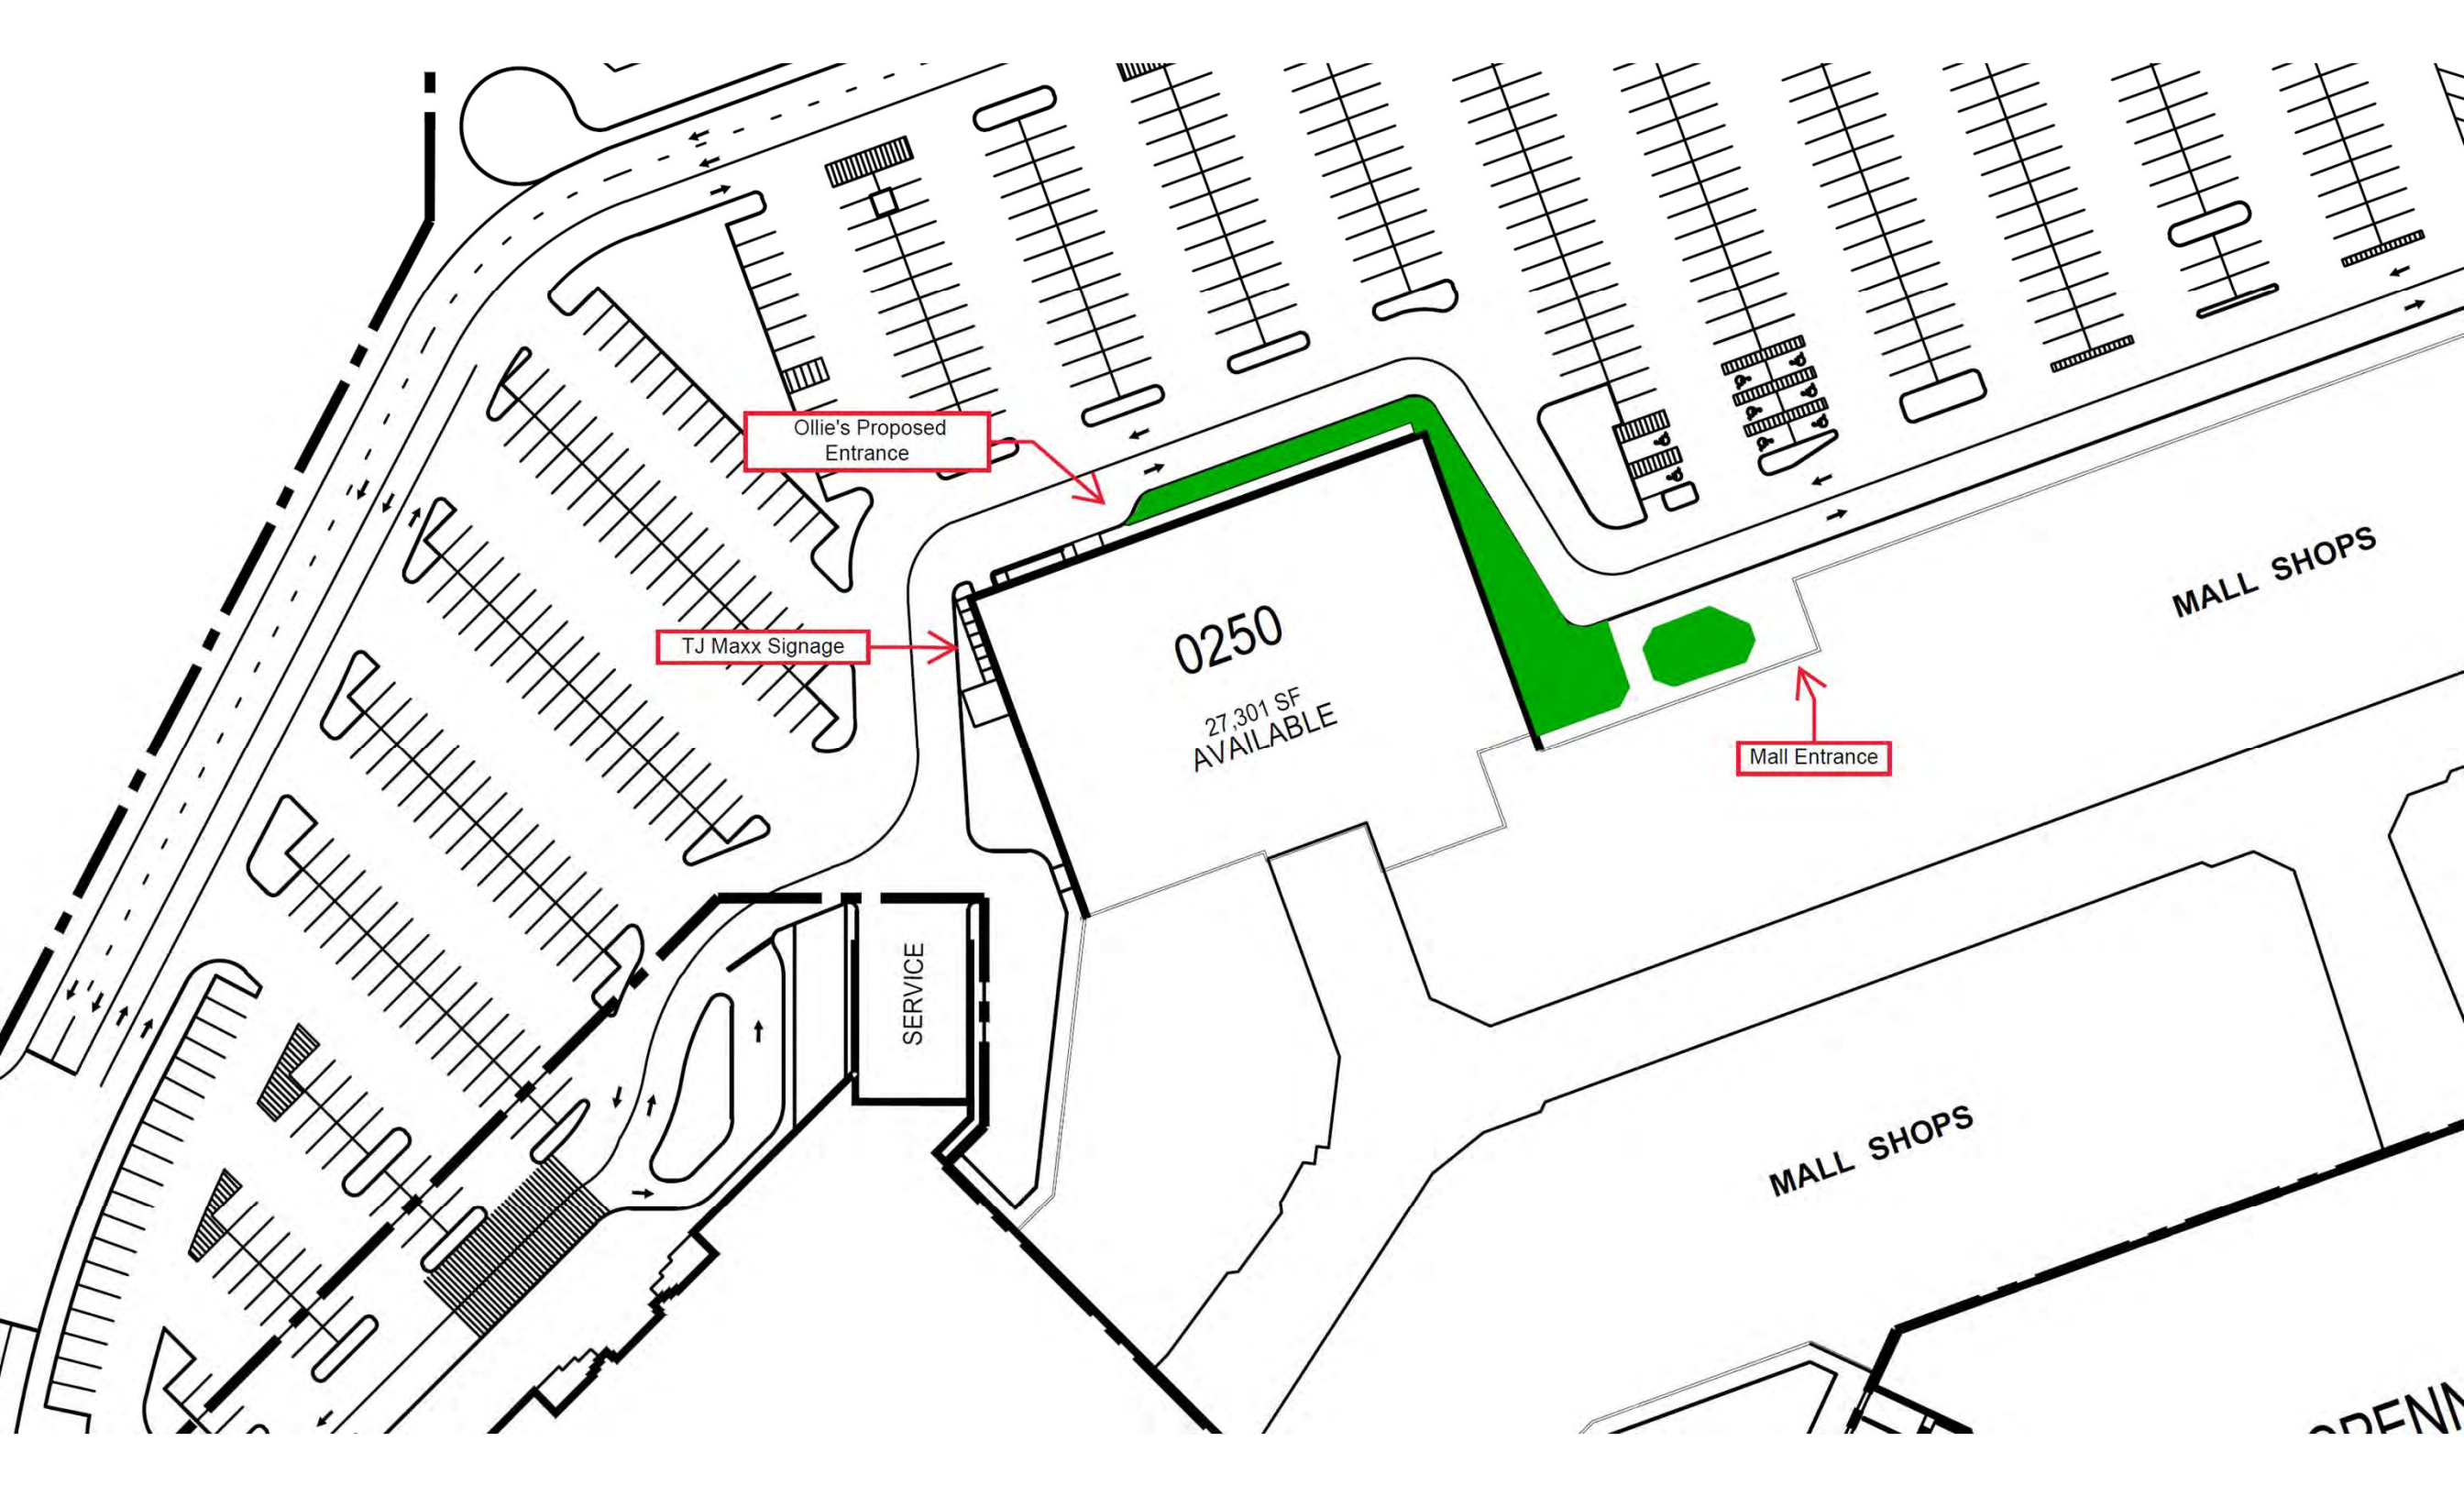 Ollie's Proposed
Entrance
TJ Maxx Signage
0250
27,301 SF
AVAILABLE
MALL SHOPS
Mall Entrance
SERVICE
MALL SHOPS